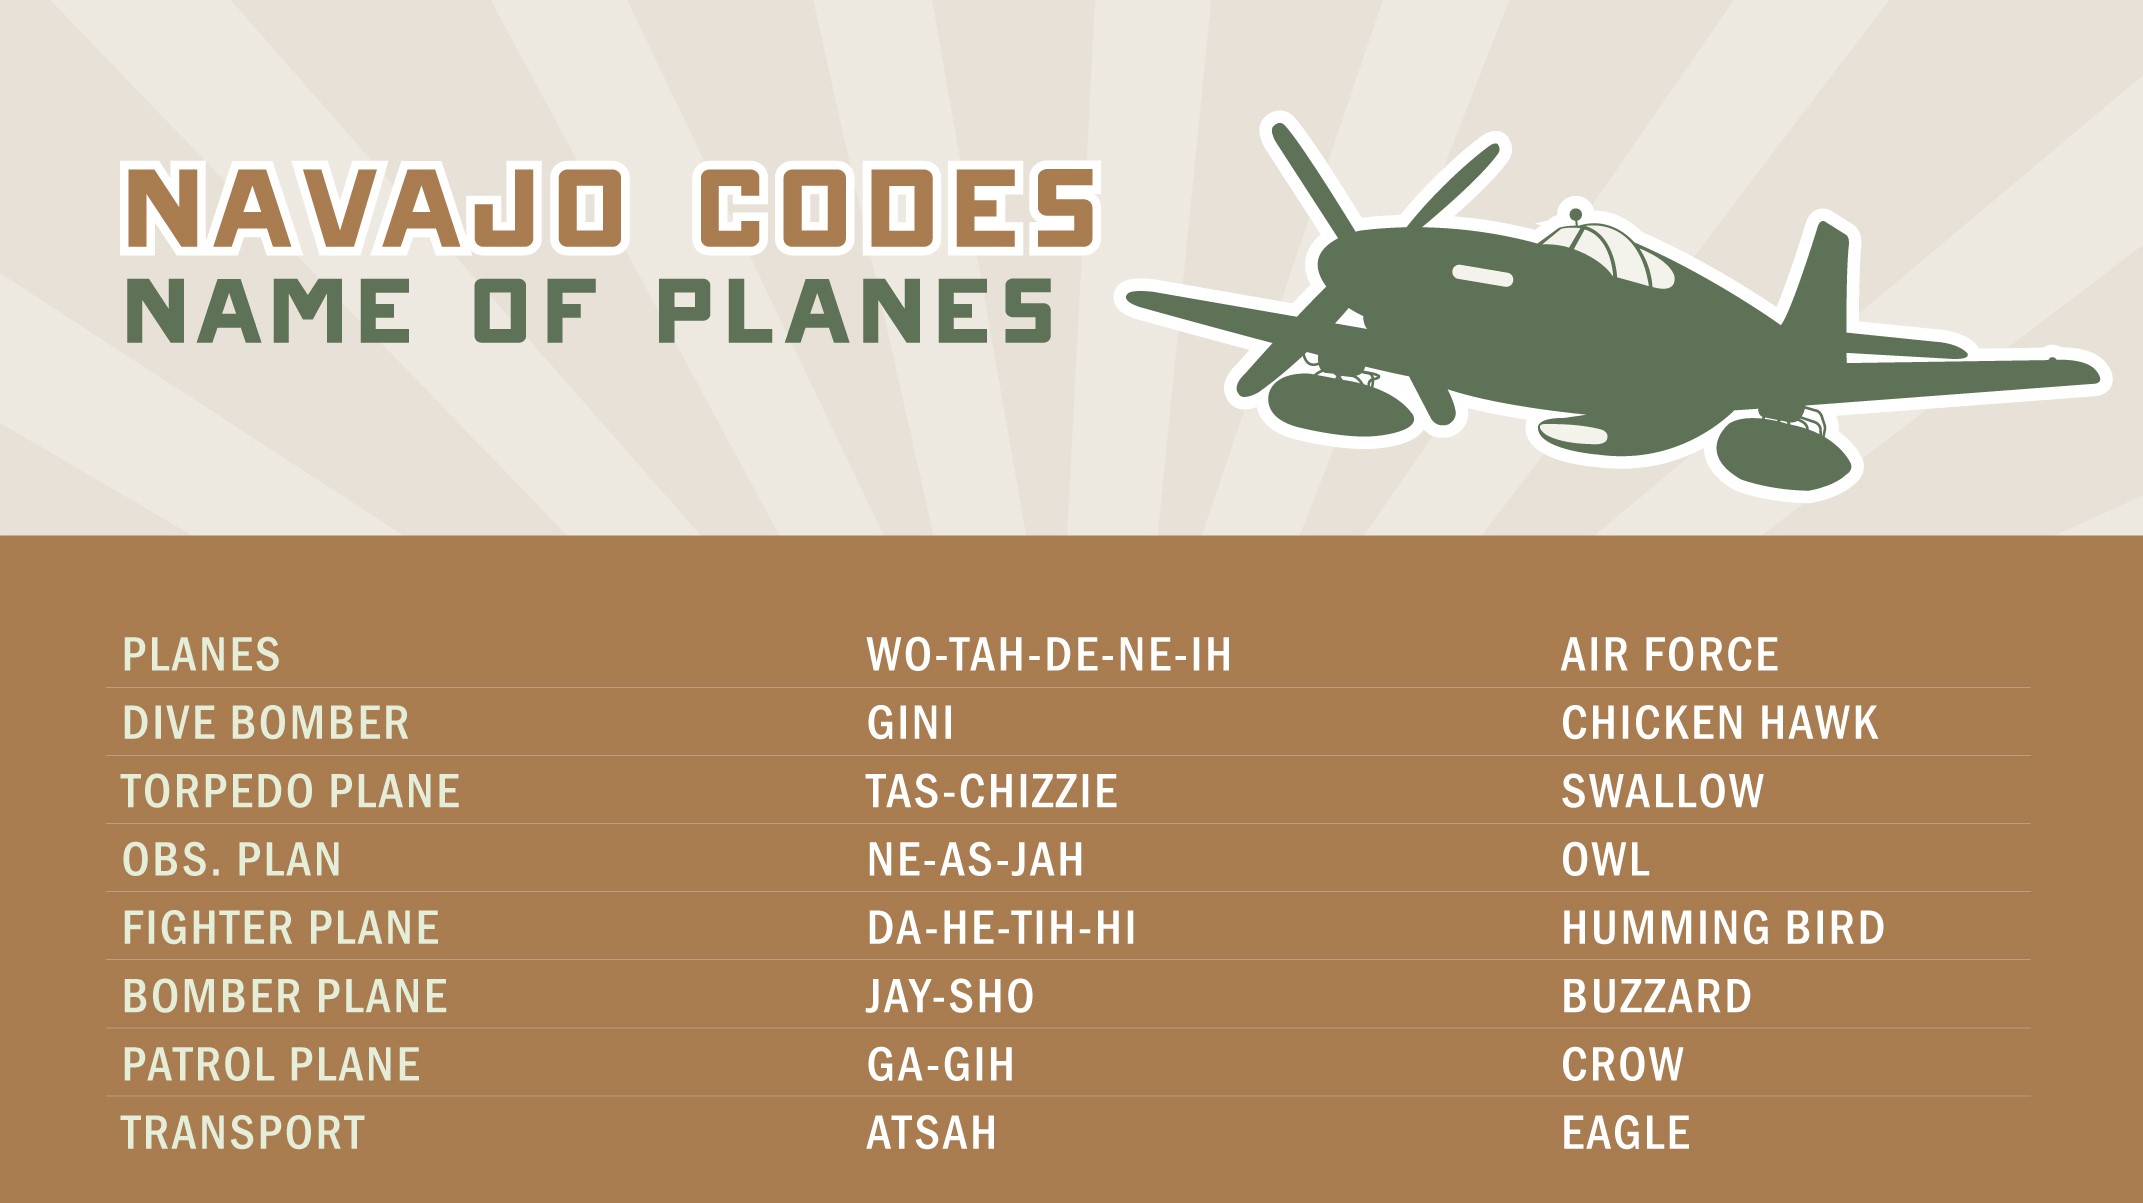 NAVAJO CODES
NAME OF PLANES
PLANES WO-TAH-DE-NE-IH AIR FORCE
DIVE BOMBER GINI CHICKEN HAWK
TORPEDO PLANE TAS-CHIZZIE SWALLOW
OBS. PLAN NE-AS-JAH OWL
FIGHTER PLANE DA-HE-TIH-HI HUMMING BIRD
BOMBER PLANE JAY-SHO BUZZARD
PATROL PLANE GA-GIH CROW
TRANSPORT ATSAH EAGLE